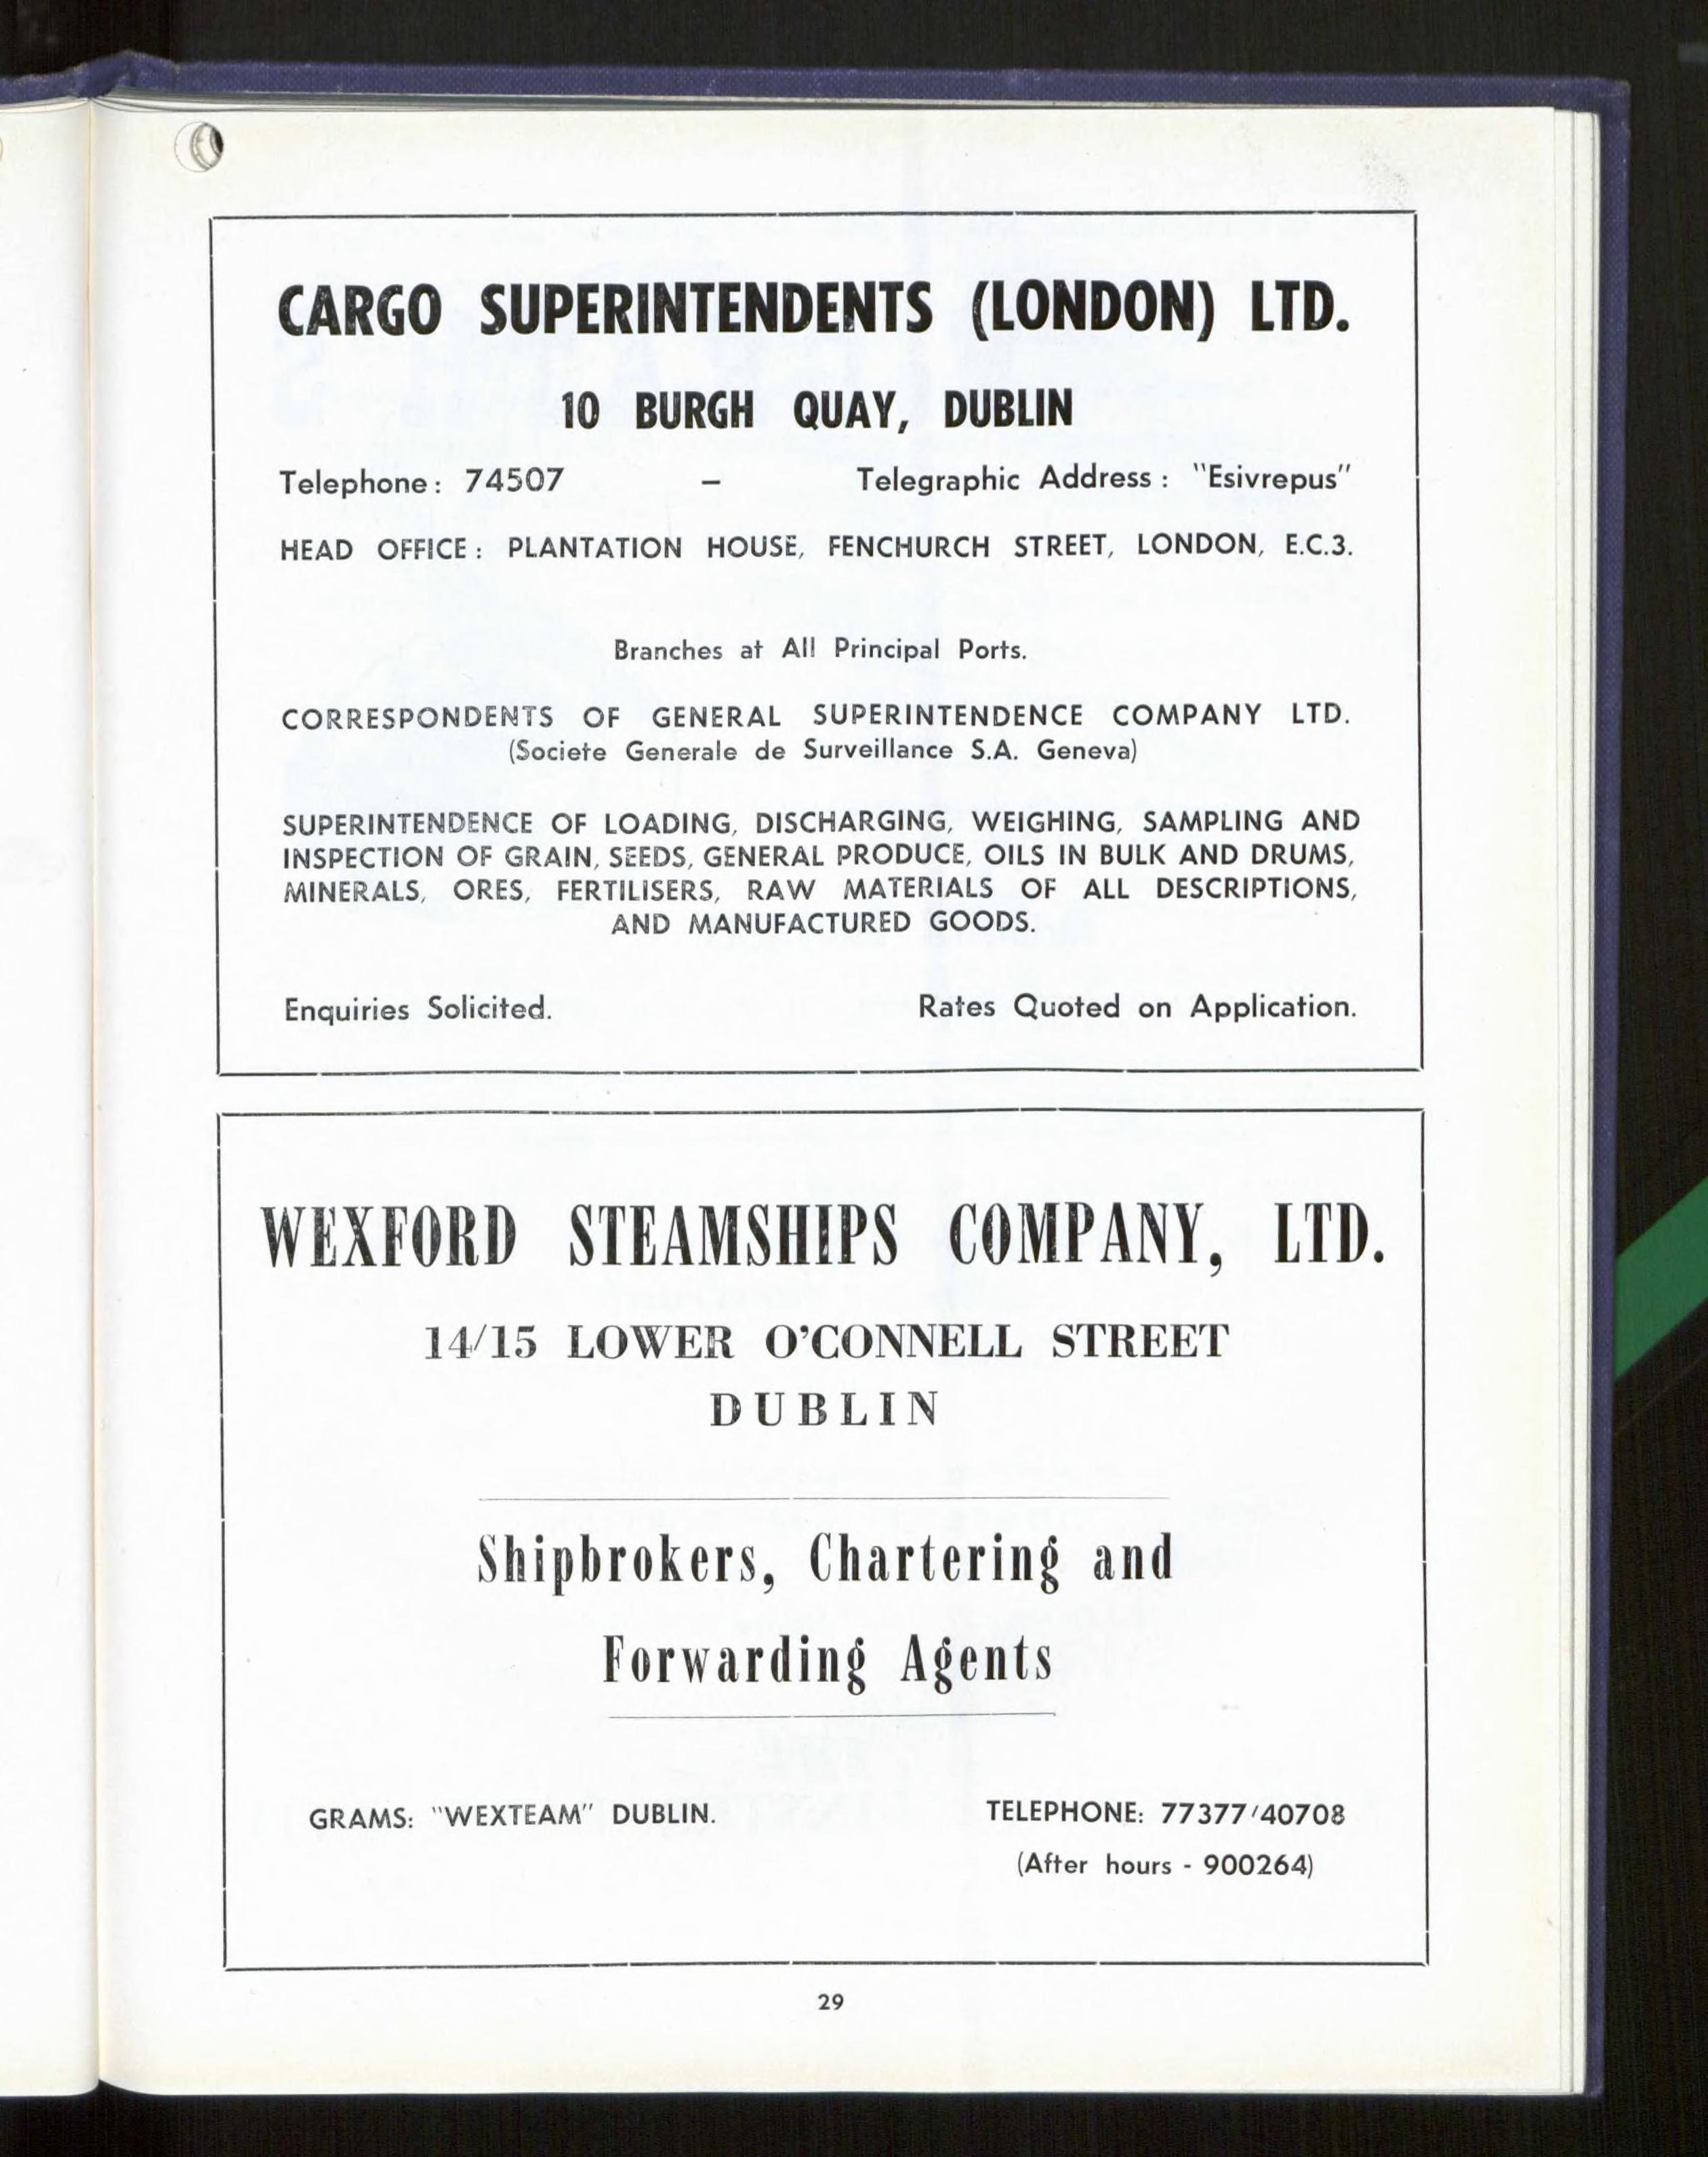 CARGO SUPERINTENDENTS (LONDON) LTD.
10 BURGH QUAY, DUBLIN
Telephone: 74507 – Telegraphic Address: "Esivrepus"
HEAD OFFICE: PLANTATION HOUSE, FENCHURCH STREET, LONDON, E.C.3.
Branches at All Principal Ports.
CORRESPONDENTS OF GENERAL SUPERINTENDENCE COMPANY LTD.
(Societe Generale de Surveillance S.A. Geneva)
SUPERINTENDENCE OF LOADING, DISCHARGING, WEIGHING, SAMPLING AND
INSPECTION OF GRAIN, SEEDS, GENERAL PRODUCE, OILS IN BULK AND DRUMS,
MINERALS, ORES, FERTILISERS, RAW MATERIALS OF ALL DESCRIPTIONS,
AND MANUFACTURED GOODS.
Enquiries Solicited. Rates Quoted on Application.
WEXFORD STEAMSHIPS COMPANY, LTD.
14/15 LOWER O'CONNELL STREET
DUBLIN
Shipbrokers, Chartering and
Forwarding Agents
GRAMS: "WEXTEAM" DUBLIN. TELEPHONE: 77377/40708
(After hours - 900264)
29